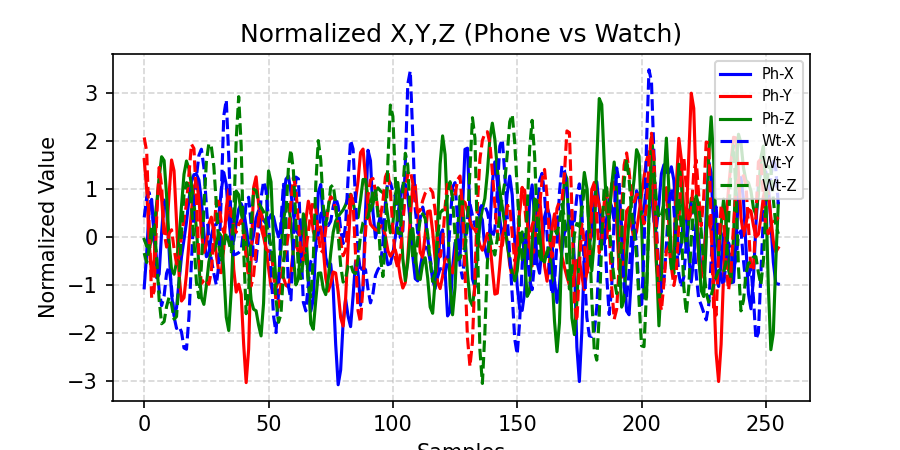 Normalized X,Y,Z (Phone vs Watch)
Normalized Value
3
2
1
0
−1
−2
−3
0 50 100 150 200 250
Samples
Ph-X
Ph-Y
Ph-Z
Wt-X
Wt-Y
Wt-Z